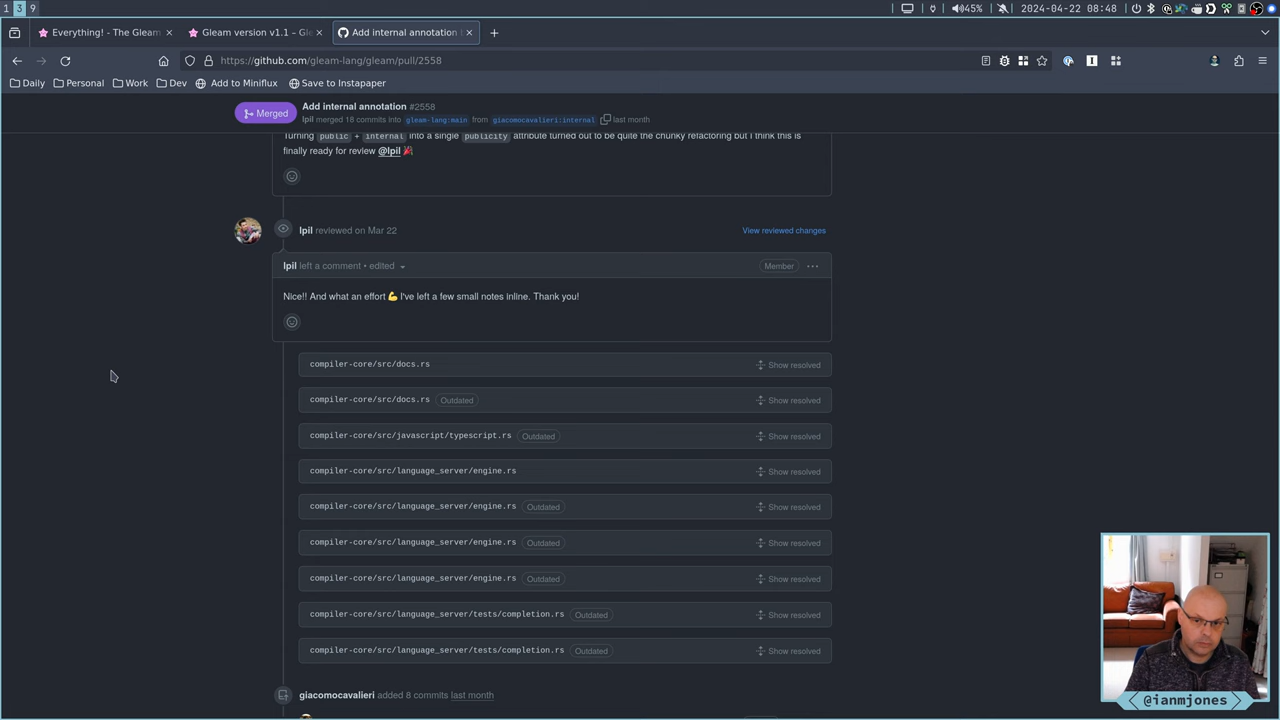 1 3 9
45%
2024-04-22 08:48
Everything! - The Gleam
Gleam version v1.1 – Gle
Add internal annotation
https://github.com/gleam-lang/gleam/pull/2558
Daily
Personal
Work
Dev
Add to Miniflux
Save to Instapaper
Merged
Add internal annotation #2558
lpil merged 18 commits into gleam-lang:main from giacomocavalieri:internal last month
Turning public + internal into a single publicity attribute turned out to be quite the chunky refactoring but I think this is
finally ready for review @lpil 🎉
lpil reviewed on Mar 22
View reviewed changes
lpil left a comment • edited
Member
Nice!! And what an effort 💪 I've left a few small notes inline. Thank you!
compiler-core/src/docs.rs
Show resolved
compiler-core/src/docs.rs Outdated
Show resolved
compiler-core/src/javascript/typescript.rs Outdated
Show resolved
compiler-core/src/language_server/engine.rs
Show resolved
compiler-core/src/language_server/engine.rs Outdated
Show resolved
compiler-core/src/language_server/engine.rs Outdated
Show resolved
compiler-core/src/language_server/engine.rs Outdated
Show resolved
compiler-core/src/language_server/tests/completion.rs Outdated
Show resolved
compiler-core/src/language_server/tests/completion.rs Outdated
Show resolved
giacomocavalieri added 8 commits last month
@ianmjones